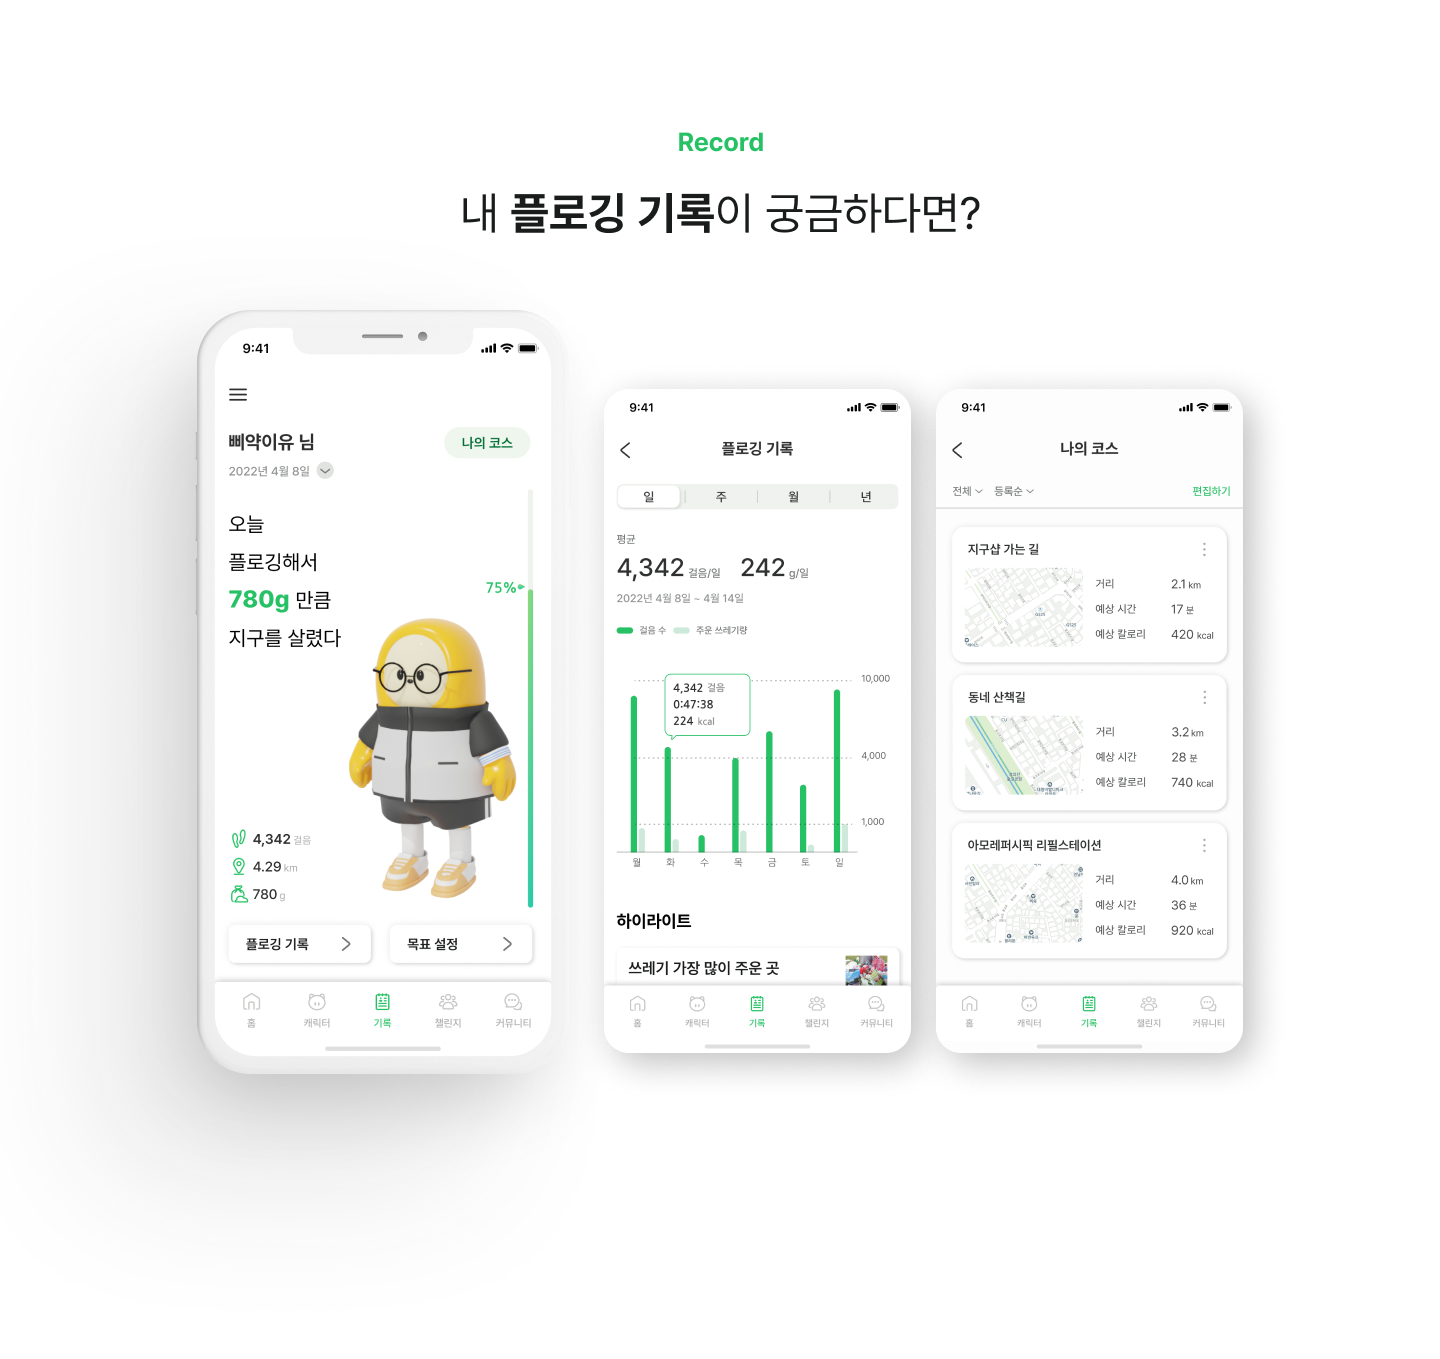 Record
내 플로깅 기록이 궁금하다면?
9:41
삐약이유 님
나의 코스
2022년 4월 8일
오늘
플로깅해서
780g 만큼
지구를 살렸다
75%
4,342 걸음
4.29 km
780 g
플로깅 기록
목표 설정
홈
캐릭터
기록
챌린지
커뮤니티
9:41
플로깅 기록
일 주 월 년
평균
4,342 걸음/일 242 g/일
2022년 4월 8일 ~ 4월 14일
걸음 수 주운 쓰레기량
10,000
4,342 걸음
0:47:38
224 kcal
4,000
1,000
월 화 수 목 금 토 일
하이라이트
쓰레기 가장 많이 주운 곳
홈
캐릭터
기록
챌린지
커뮤니티
9:41
나의 코스
전체 등록순 편집하기
지구샵 가는 길
거리 2.1 km
예상 시간 17 분
예상 칼로리 420 kcal
GS25
GS25
동네 산책길
거리 3.2 km
예상 시간 28 분
예상 칼로리 740 kcal
아모레퍼시픽 리필스테이션
거리 4.0 km
예상 시간 36 분
예상 칼로리 920 kcal
홈
캐릭터
기록
챌린지
커뮤니티